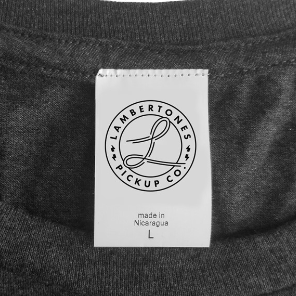 LAMBERTONES
L
PICKUP CO.
made in
Nicaragua
L